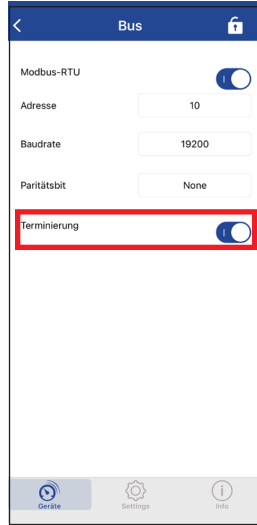 Bus
Modbus-RTU
Adresse 10
Baudrate 19200
Paritätsbit None
Terminierung
Geräte Settings Info